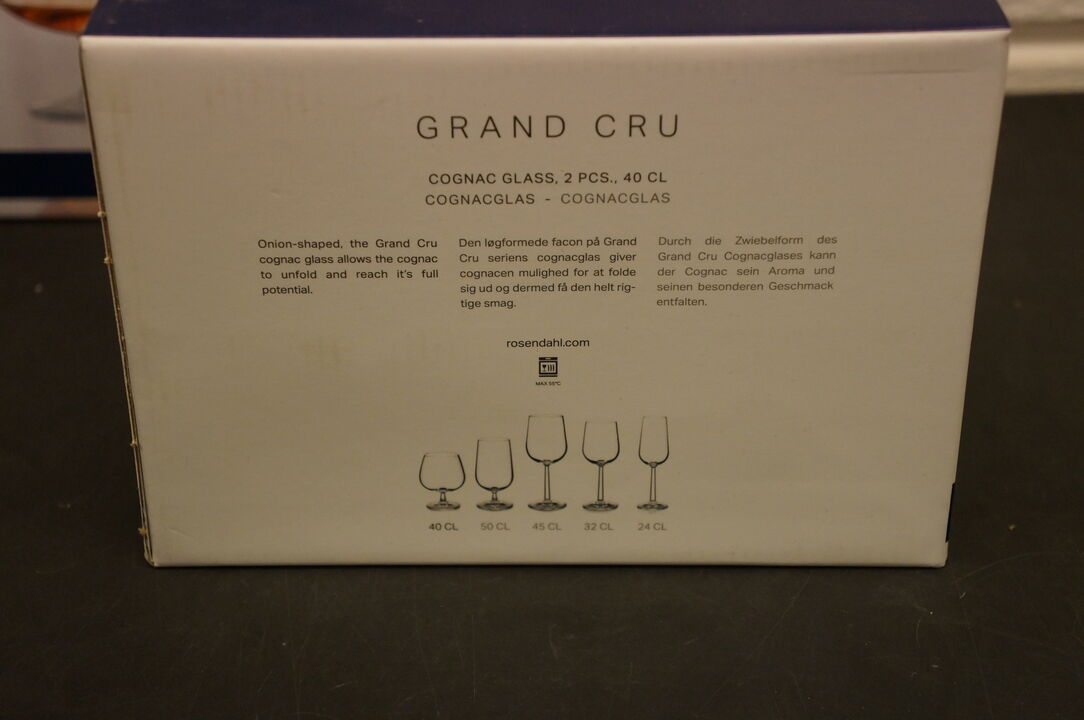 GRAND CRU
COGNAC GLASS, 2 PCS., 40 CL
COGNACGLAS - COGNACGLAS
Onion-shaped, the Grand Cru
cognac glass allows the cognac
to unfold and reach it's full
potential.
Den løgformede facon på Grand
Cru seriens cognacglas giver
cognacen mulighed for at folde
sig ud og dermed få den helt rig-
tige smag.
Durch die Zwiebelform des
Grand Cru Cognacglases kann
der Cognac sein Aroma und
seinen besonderen Geschmack
entfalten.
rosendahl.com
MAX 55°C
40 CL 50 CL 45 CL 32 CL 24 CL